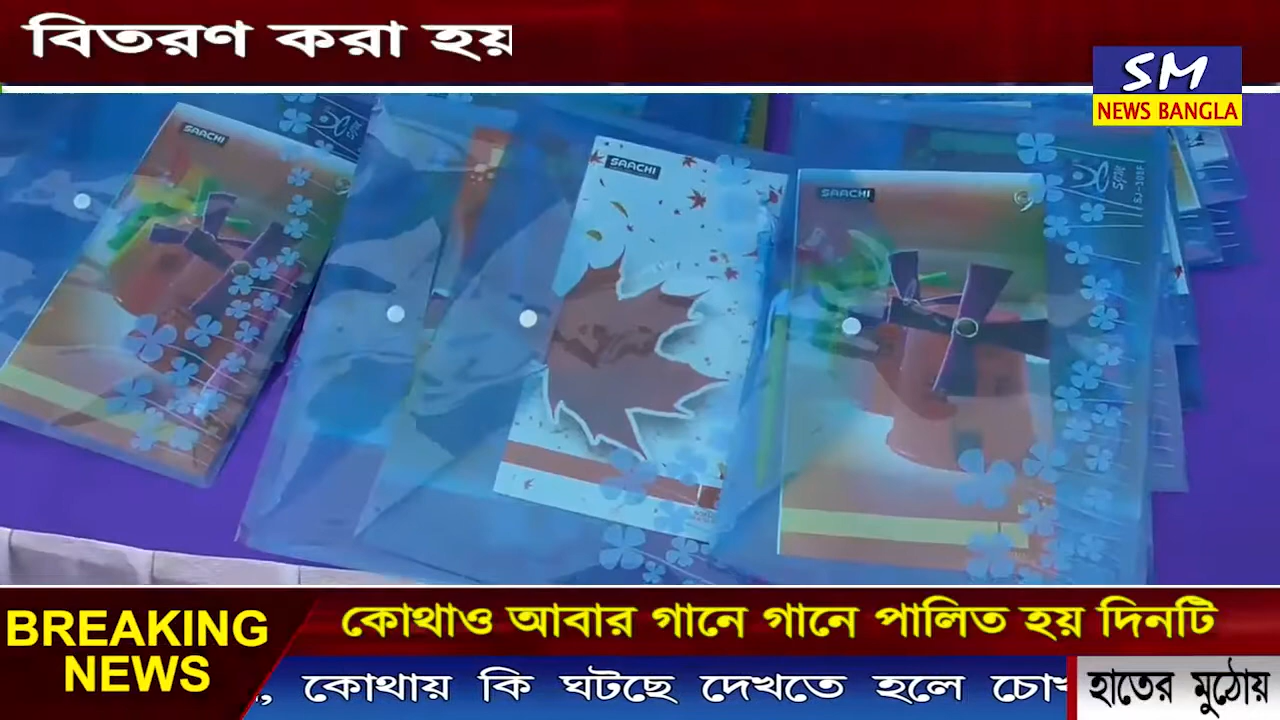 বিতরণ করা হয়
SM
NEWS BANGLA
SAACHI
SAACHI
SAACHI
BREAKING
NEWS
কোথাও আবার গানে গানে পালিত হয় দিনটি
, কোথায় কি ঘটছে দেখতে হলে চোখ
হাতের মুঠোয়